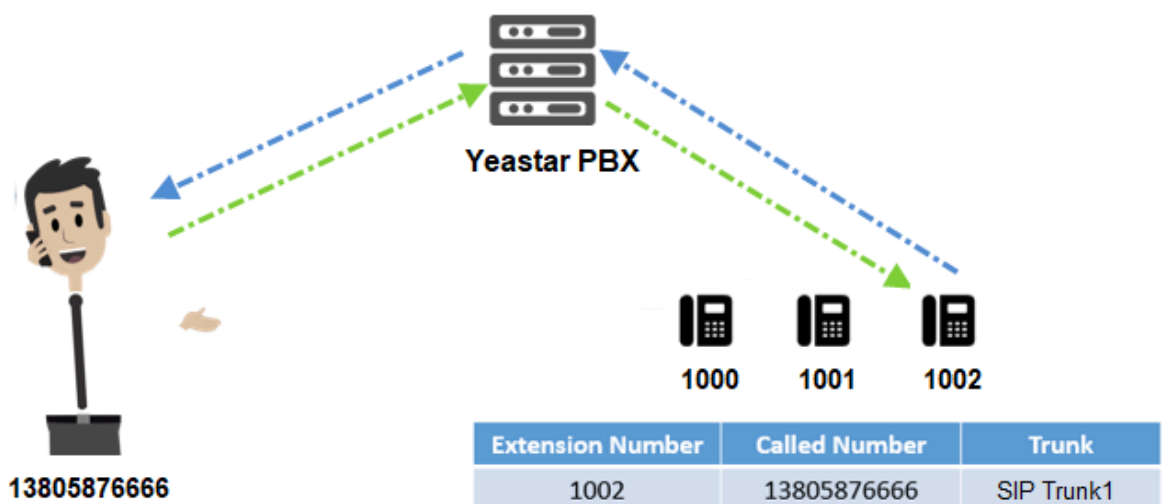 Yeastar PBX
1000 1001 1002
Extension Number Called Number Trunk
1002 13805876666 SIP Trunk1
13805876666